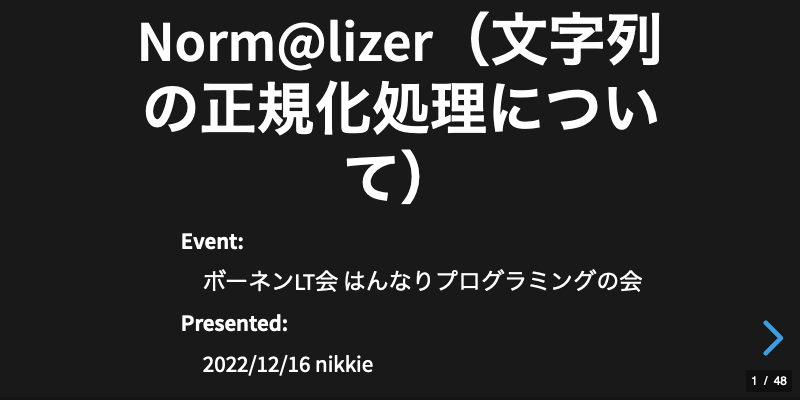 Norm@lizer（文字列
の正規化処理につい
て）
Event:
ボーネンLT会 はんなりプログラミングの会
Presented:
2022/12/16 nikkie
1 / 48